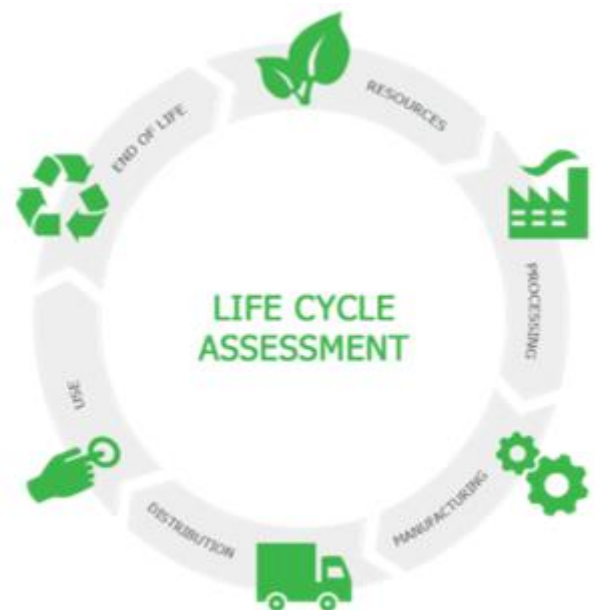 LIFE CYCLE
ASSESSMENT
RESOURCES
PROCESSING
MANUFACTURING
DISTRIBUTION
USE
END OF LIFE